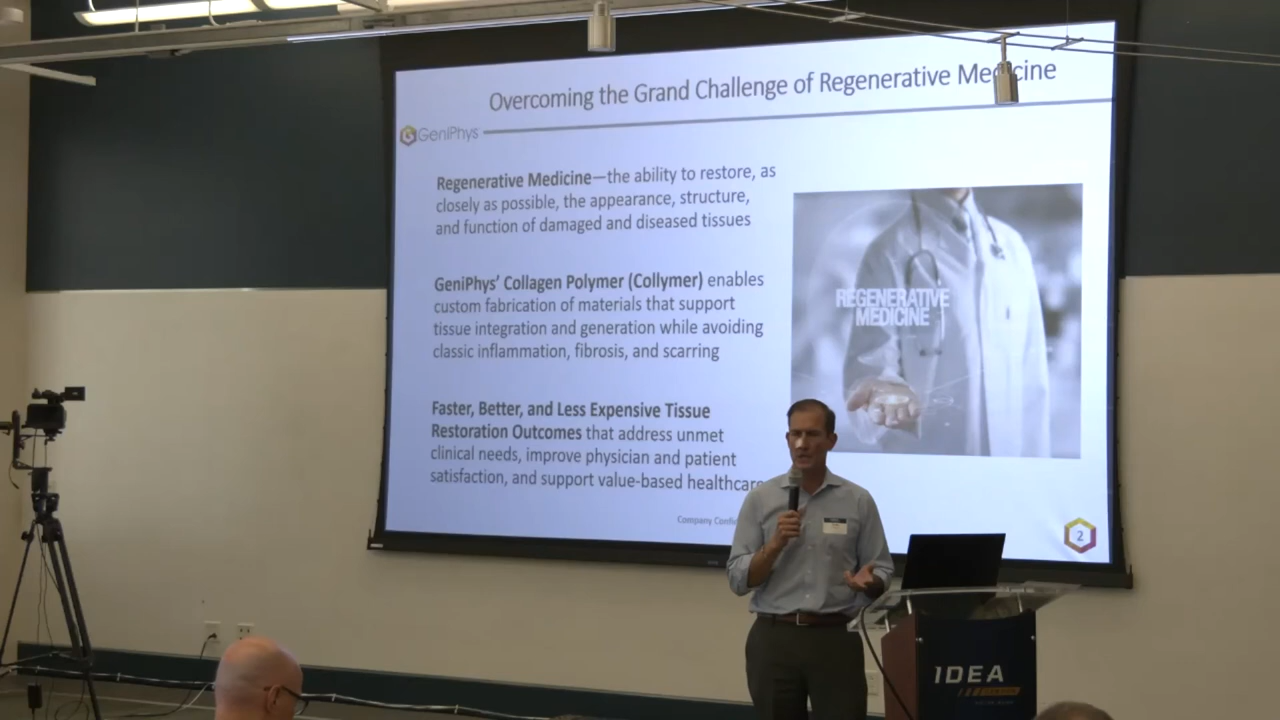 Overcoming the Grand Challenge of Regenerative Medicine
GeniPhys
Regenerative Medicine—the ability to restore, as
closely as possible, the appearance, structure,
and function of damaged and diseased tissues
GeniPhys' Collagen Polymer (Collymer) enables
custom fabrication of materials that support
tissue integration and generation while avoiding
classic inflammation, fibrosis, and scarring
Faster, Better, and Less Expensive Tissue
Restoration Outcomes that address unmet
clinical needs, improve physician and patient
satisfaction, and support value-based healthcare
REGENERATIVE
MEDICINE
Company
2
IDEA